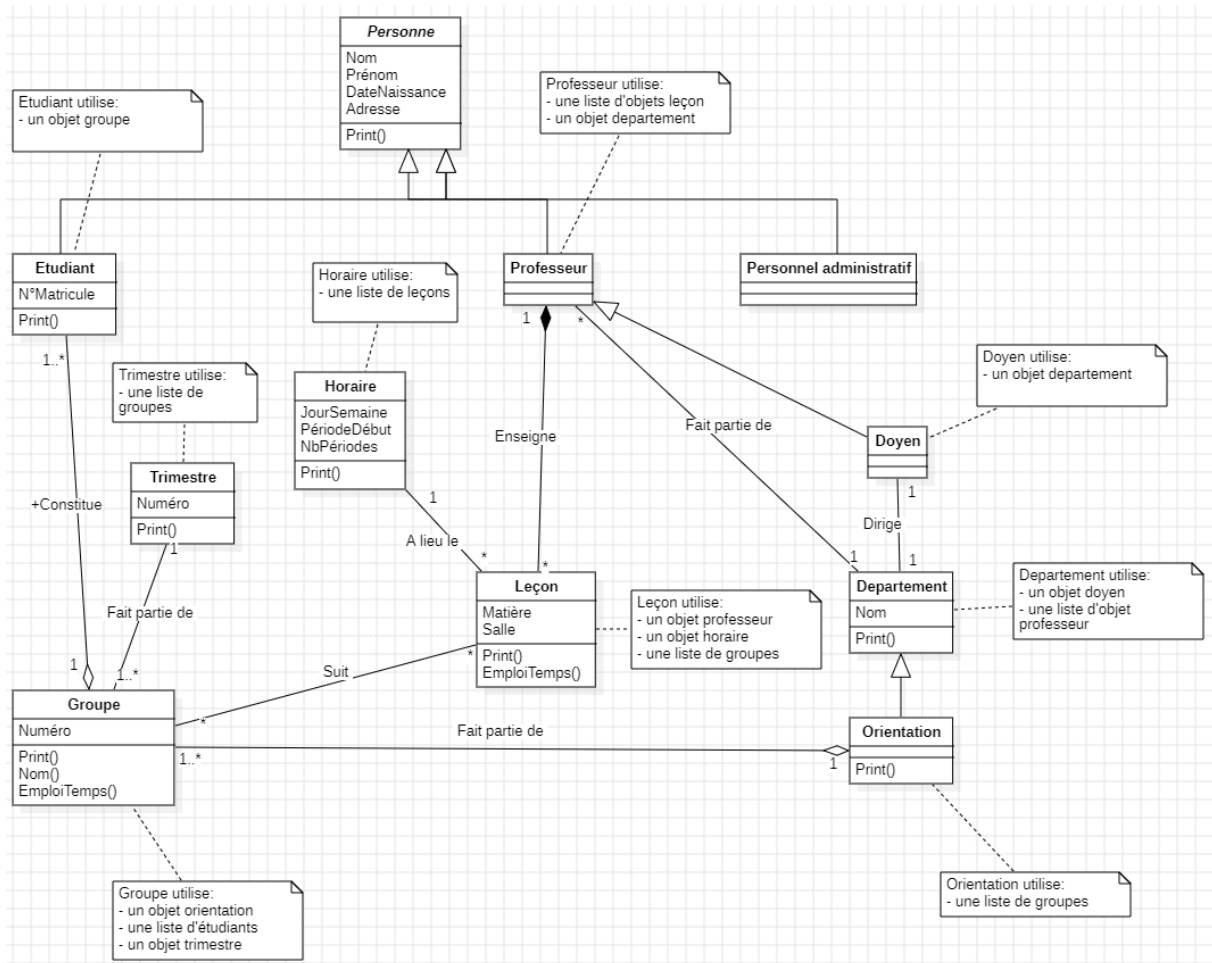 Personne
Nom
Prénom
DateNaissance
Adresse
Print()
Etudiant utilise:
- un objet groupe
Professeur utilise:
- une liste d'objets leçon
- un objet departement
Etudiant
N°Matricule
Print()
Horaire utilise:
- une liste de leçons
Professeur
Personnel administratif
1
*
1..*
Trimestre utilise:
- une liste de
groupes
Horaire
JourSemaine
PériodeDébut
NbPériodes
Print()
Doyen utilise:
- un objet departement
Enseigne
Fait partie de
Doyen
Trimestre
Numéro
Print()
1
+Constitue
1
A lieu le
*
*
1
Dirige
1
1
Fait partie de
Leçon
Matière
Salle
Print()
EmploiTemps()
Leçon utilise:
- un objet professeur
- un objet horaire
- une liste de groupes
Departement
Nom
Print()
Departement utilise:
- un objet doyen
- une liste d'objet
professeur
1
1..*
Suit
*
*
Groupe
Numéro
Print()
Nom()
EmploiTemps()
1..*
Fait partie de
1
Orientation
Print()
Groupe utilise:
- un objet orientation
- une liste d'étudiants
- un objet trimestre
Orientation utilise:
- une liste de groupes